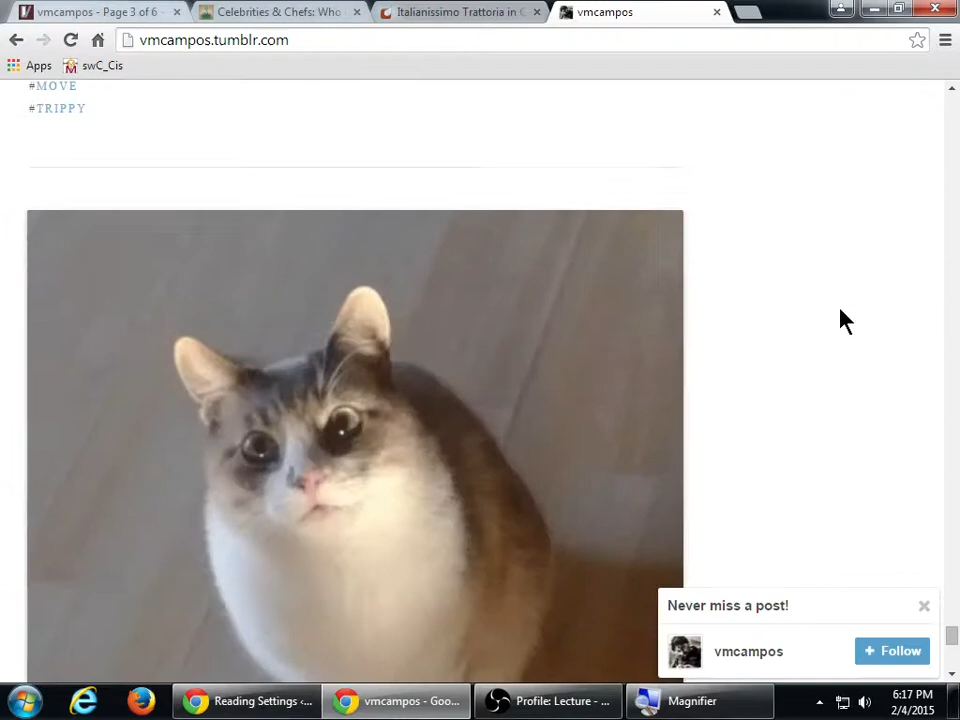 vmcampos - Page 3 of 6
Celebrities & Chefs: Who
Italianissimo Trattoria in
vmcampos
vmcampos.tumblr.com
Apps
swC_Cis
#MOVE
#TRIPPY
Never miss a post!
vmcampos
+ Follow
Reading Settings ‹...
vmcampos - Goo...
Profile: Lecture - ...
Magnifier
6:17 PM
2/4/2015